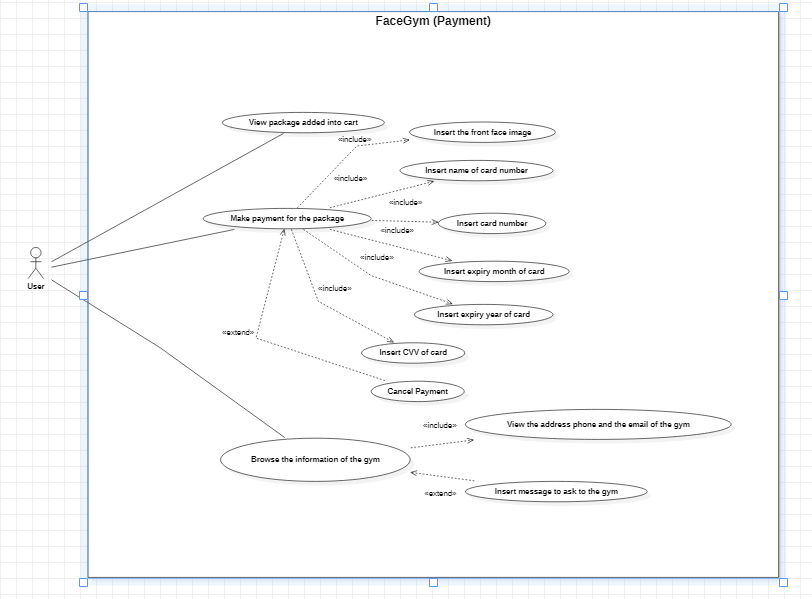 FaceGym (Payment)
View package added into cart
«include»
Insert the front face image
Insert name of card number
«include»
«include»
Make payment for the package
Insert card number
«include»
User
«include»
Insert expiry month of card
«include»
Insert expiry year of card
«extend»
Insert CVV of card
Cancel Payment
«include»
View the address phone and the email of the gym
Browse the information of the gym
«extend»
Insert message to ask to the gym